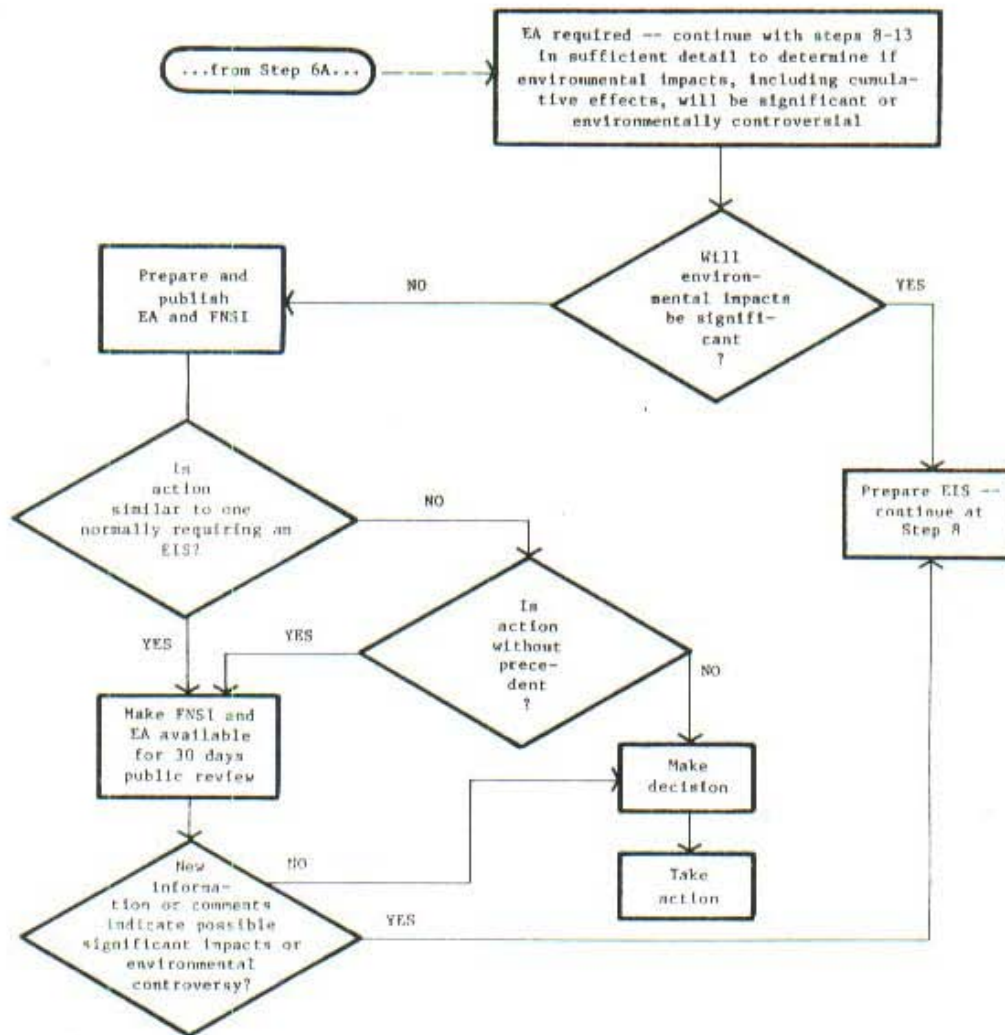 ...from Step 6A...
EA required -- continue with steps 8-13
in sufficient detail to determine if
environmental impacts, including cumula-
tive effects, will be significant or
environmentally controversial
Will
environ-
mental impacts
be signifi-
cant
?
NO
YES
Prepare and
publish
EA and FNSI
Is
action
similar to one
normally requiring an
EIS?
NO
YES
Prepare EIS --
continue at
Step 8
Is
action
without
prece-
dent
?
YES
NO
Make FNSI and
EA available
for 30 days
public review
Make
decision
Take
action
New
informa-
tion or comments
indicate possible
significant impacts or
environmental
controversy?
NO
YES